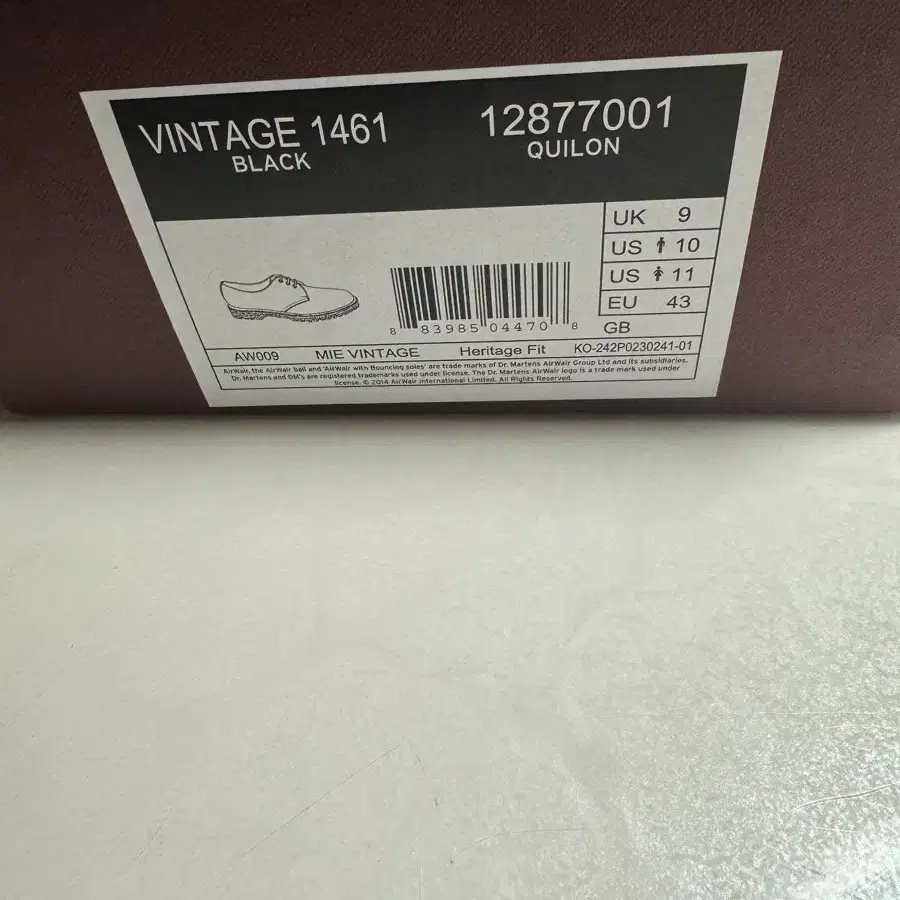 VINTAGE 1461 12877001
BLACK QUILON
UK 9
US 10
US 11
EU 43
GB
8 83985 04470 8
AW009 MIE VINTAGE Heritage Fit KO-242P0230241-01
AirWair, the AirWair ball and 'AirWair with Bouncing soles' are trade marks of Dr. Martens AirWair Group Ltd and its subsidiaries.
Dr. Martens and DM's are registered trademarks used under license. The Dr. Martens AirWair logo is a trade mark used under
license. © 2014 AirWair International Limited. All Rights Reserved.